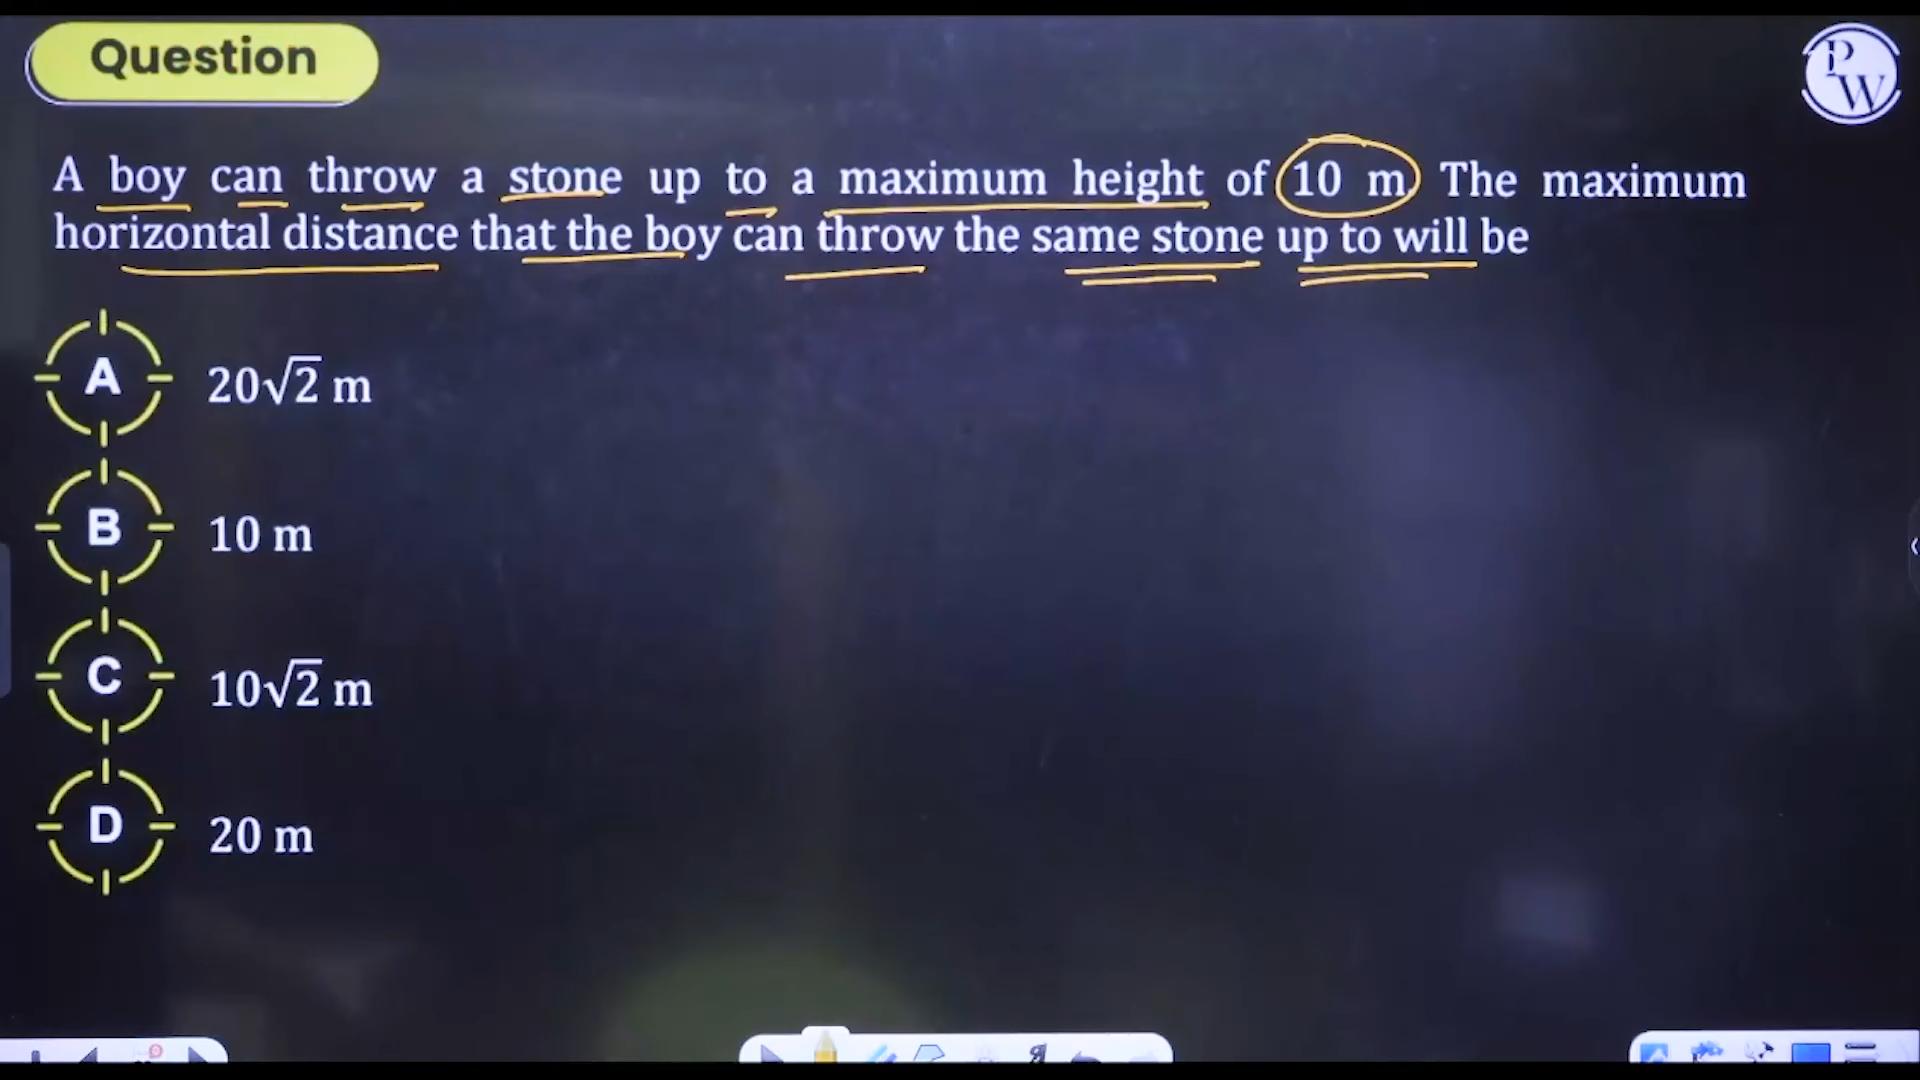 Question
PW
A boy can throw a stone up to a maximum height of 10 m. The maximum
horizontal distance that the boy can throw the same stone up to will be
A 20√2 m
B 10 m
C 10√2 m
D 20 m